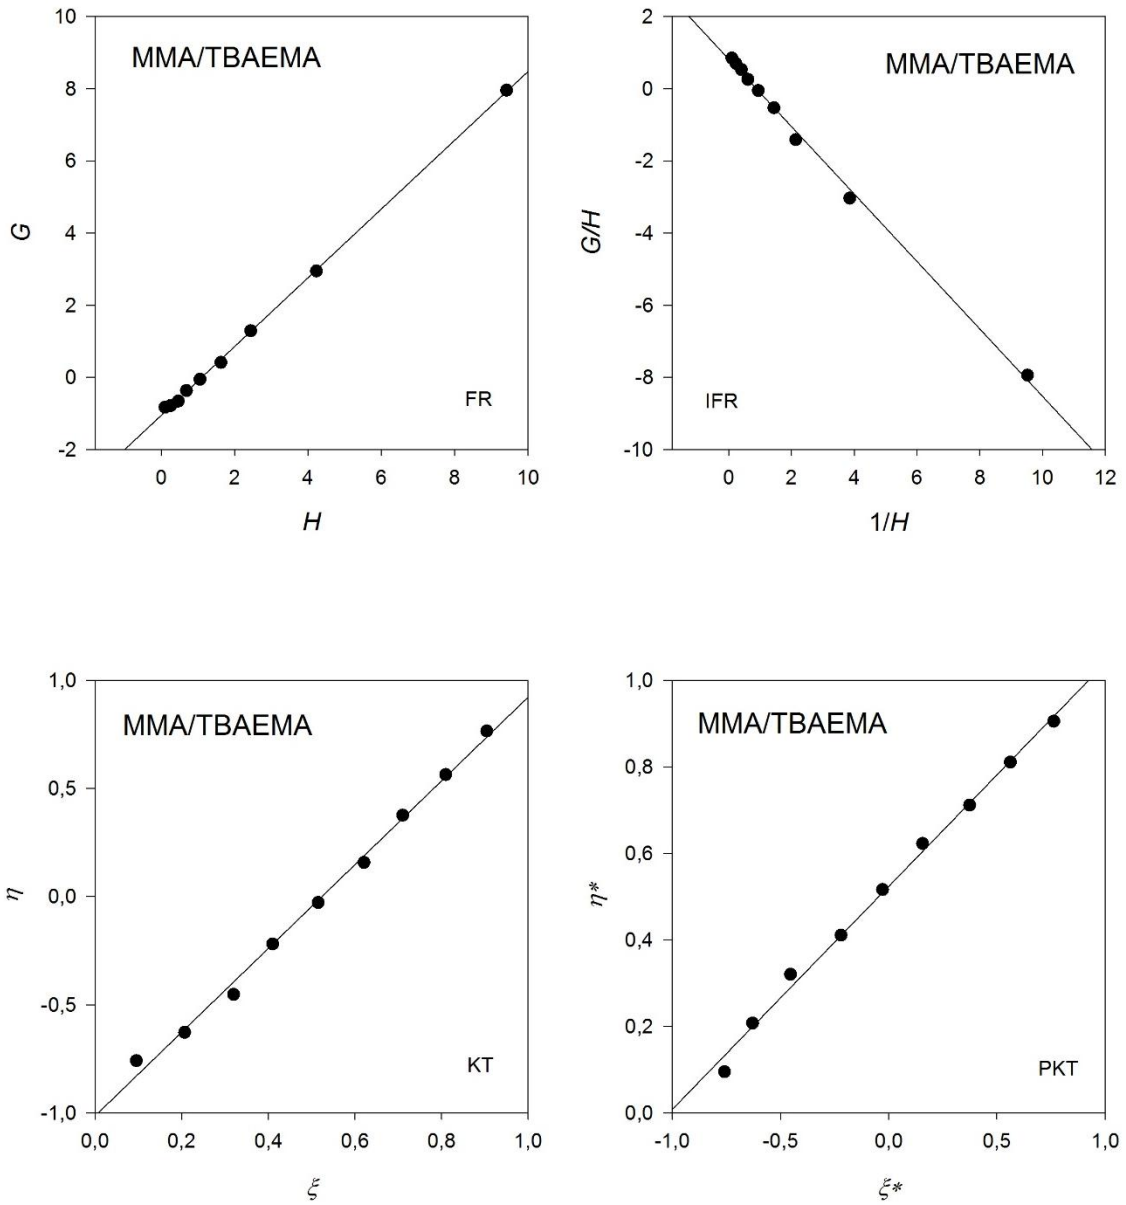 10
MMA/TBAEMA
8
6
G
4
2
0
FR
-2
0 2 4 6 8 10
H
2
MMA/TBAEMA
0
-2
G/H
-4
-6
-8
IFR
-10
0 2 4 6 8 10 12
1/H
1,0
MMA/TBAEMA
0,5
η
0,0
-0,5
KT
-1,0
0,0 0,2 0,4 0,6 0,8 1,0
ξ
1,0
MMA/TBAEMA
0,8
0,6
η*
0,4
0,2
PKT
0,0
-1,0 -0,5 0,0 0,5 1,0
ξ*